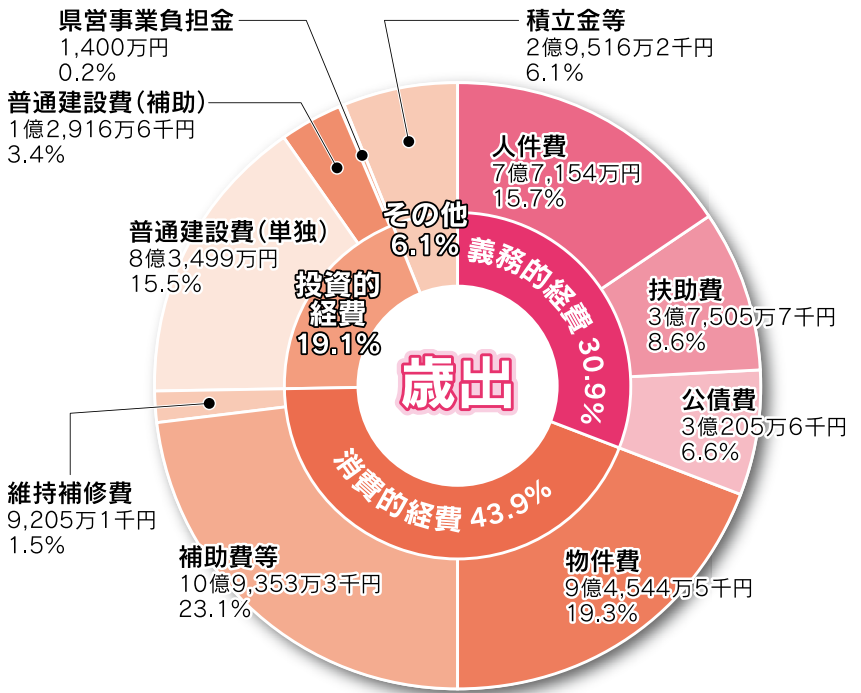 県営事業負担金
1,400万円
0.2%
積立金等
2億9,516万2千円
6.1%
普通建設費(補助)
1億2,916万6千円
3.4%
人件費
7億7,154万円
15.7%
その他
6.1%
普通建設費(単独)
8億3,499万円
15.5%
投資的
経費
19.1%
義務的経費 30.9%
扶助費
3億7,505万7千円
8.6%
歳出
公債費
3億205万6千円
6.6%
消費的経費 43.9%
維持補修費
9,205万1千円
1.5%
補助費等
10億9,353万3千円
23.1%
物件費
9億4,544万5千円
19.3%